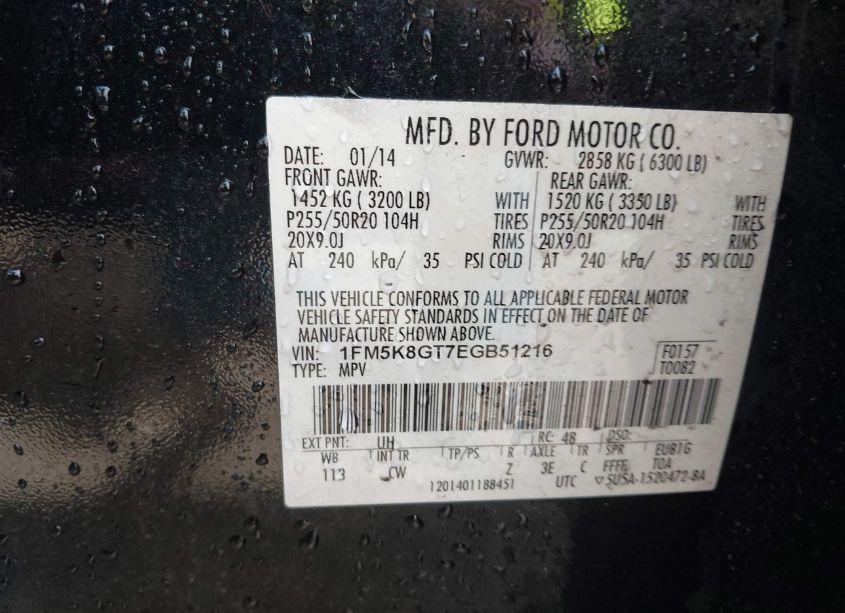 MFD. BY FORD MOTOR CO.
DATE: 01/14 GVWR: 2858 KG ( 6300 LB)
FRONT GAWR: REAR GAWR:
1452 KG ( 3200 LB) WITH 1520 KG ( 3350 LB) WITH
P255/50R20 104H TIRES P255/50R20 104H TIRES
20X9.0J RIMS 20X9.0J RIMS
AT 240 kPa/ 35 PSI COLD AT 240 kPa/ 35 PSI COLD
THIS VEHICLE CONFORMS TO ALL APPLICABLE FEDERAL MOTOR
VEHICLE SAFETY STANDARDS IN EFFECT ON THE DATE OF
MANUFACTURE SHOWN ABOVE.
VIN: 1FM5K8GT7EGB51216 F0157
TYPE: MPV T0082
EXT PNT: UH RC: 48 DSO:
WB INT TR TP/PS R AXLE TR SPR EUB1G
113 CW Z 3E C FFFF TOA
1201401188451 UTC ▽5U5A-1520472-BA